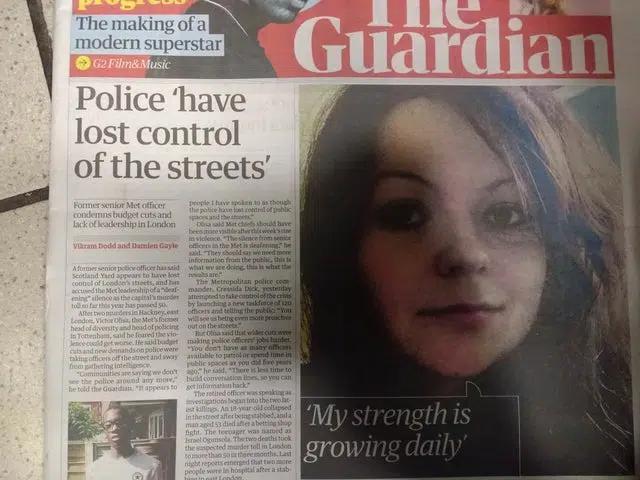 progress
The making of a
modern superstar
G2 Film&Music
The
Guardian
Police 'have
lost control
of the streets'
Former senior Met officer
condemns budget cuts and
lack of leadership in London
Vikram Dodd and Damien Gayle
A former senior police officer has said
Scotland Yard appears to have lost
control of London's streets, and has
accused the Met leadership of a "deaf-
ening" silence as the capital's murder
toll so far this year has passed 50.
After two murders in Hackney, east
London, Victor Olisa, the Met's former
head of diversity and head of policing
in Tottenham, said he feared the vio-
lence could get worse. He said budget
cuts and new demands on police were
taking officers off the street and away
from gathering intelligence.
"Communities are saying we don't
see the police around any more,"
he told the Guardian. "It appears to
people I have spoken to as though
the police have lost control of public
spaces and the streets."
Olisa said Met chiefs should have
been more visible after this week's rise
in violence. "The silence from senior
officers in the Met is deafening," he
said. "They should say we need more
information from the public, this is
what we are doing, this is what the
results are."
The Metropolitan police com-
mander, Cressida Dick, yesterday
attempted to take control of the crisis
by launching a new taskforce of 120
officers and telling the public: "You
will see us being even more proactive
out on the streets."
But Olisa said that wider cuts were
making police officers' jobs harder.
"You don't have as many officers
available to patrol or spend time in
public spaces as you did five years
ago," he said. "There is less time to
build conversation lines, so you can
get information back."
The retired officer was speaking as
investigations began into the two lat-
est killings. An 18-year-old collapsed
in the street after being stabbed, and a
man aged 53 died after a betting shop
fight. The teenager was named as
Israel Ogunsola. The two deaths took
the suspected murder toll in London
to more than 50 in three months. Last
night reports emerged that two more
people were in hospital after a stab-
bing in east London.
'My strength is
growing daily'